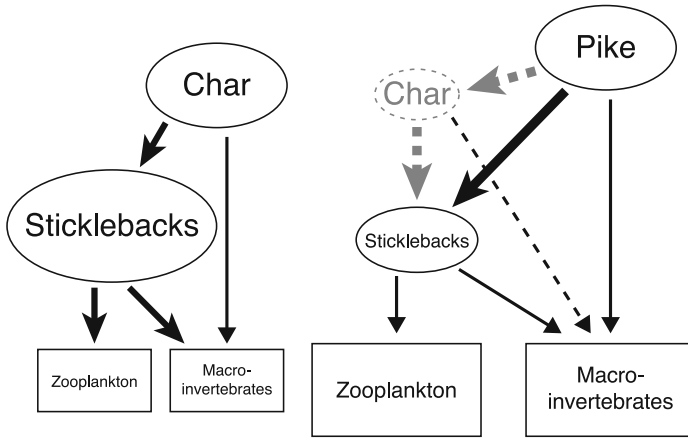 Char
Sticklebacks
Zooplankton
Macro-
invertebrates
Pike
Char
Sticklebacks
Zooplankton
Macro-
invertebrates